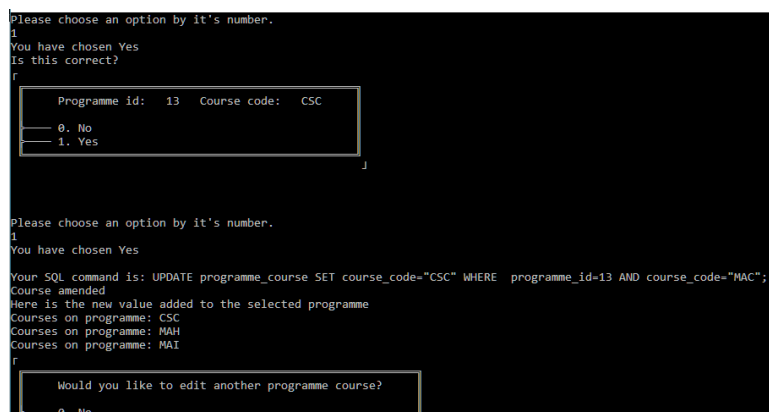 Please choose an option by it's number.
1
You have chosen Yes
Is this correct?
Programme id: 13 Course code: CSC
0. No
1. Yes
Please choose an option by it's number.
1
You have chosen Yes
Your SQL command is: UPDATE programme_course SET course_code="CSC" WHERE programme_id=13 AND course_code="MAC";
Course amended
Here is the new value added to the selected programme
Courses on programme: CSC
Courses on programme: MAH
Courses on programme: MAI
Would you like to edit another programme course?
0. No